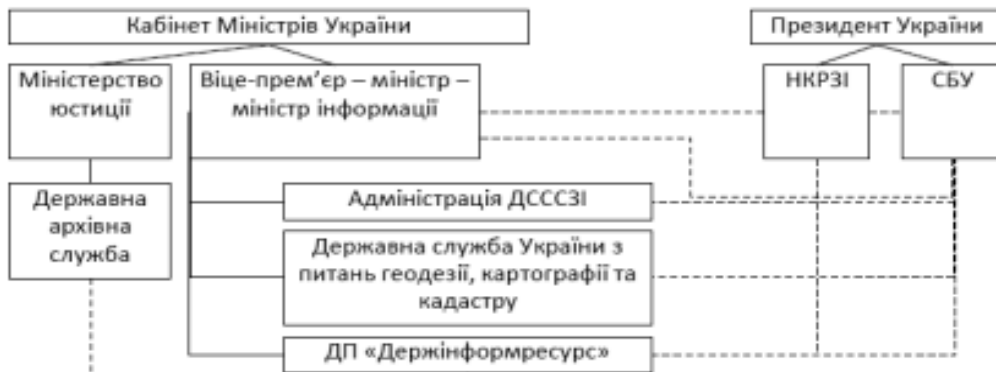 Кабінет Міністрів України
Президент України
Міністерство
юстиції
Віце-прем’єр – міністр –
міністр інформації
НКРЗІ
СБУ
Державна
архівна
служба
Адміністрація ДСССЗІ
Державна служба України з
питань геодезії, картографії та
кадастру
ДП «Держінформресурс»